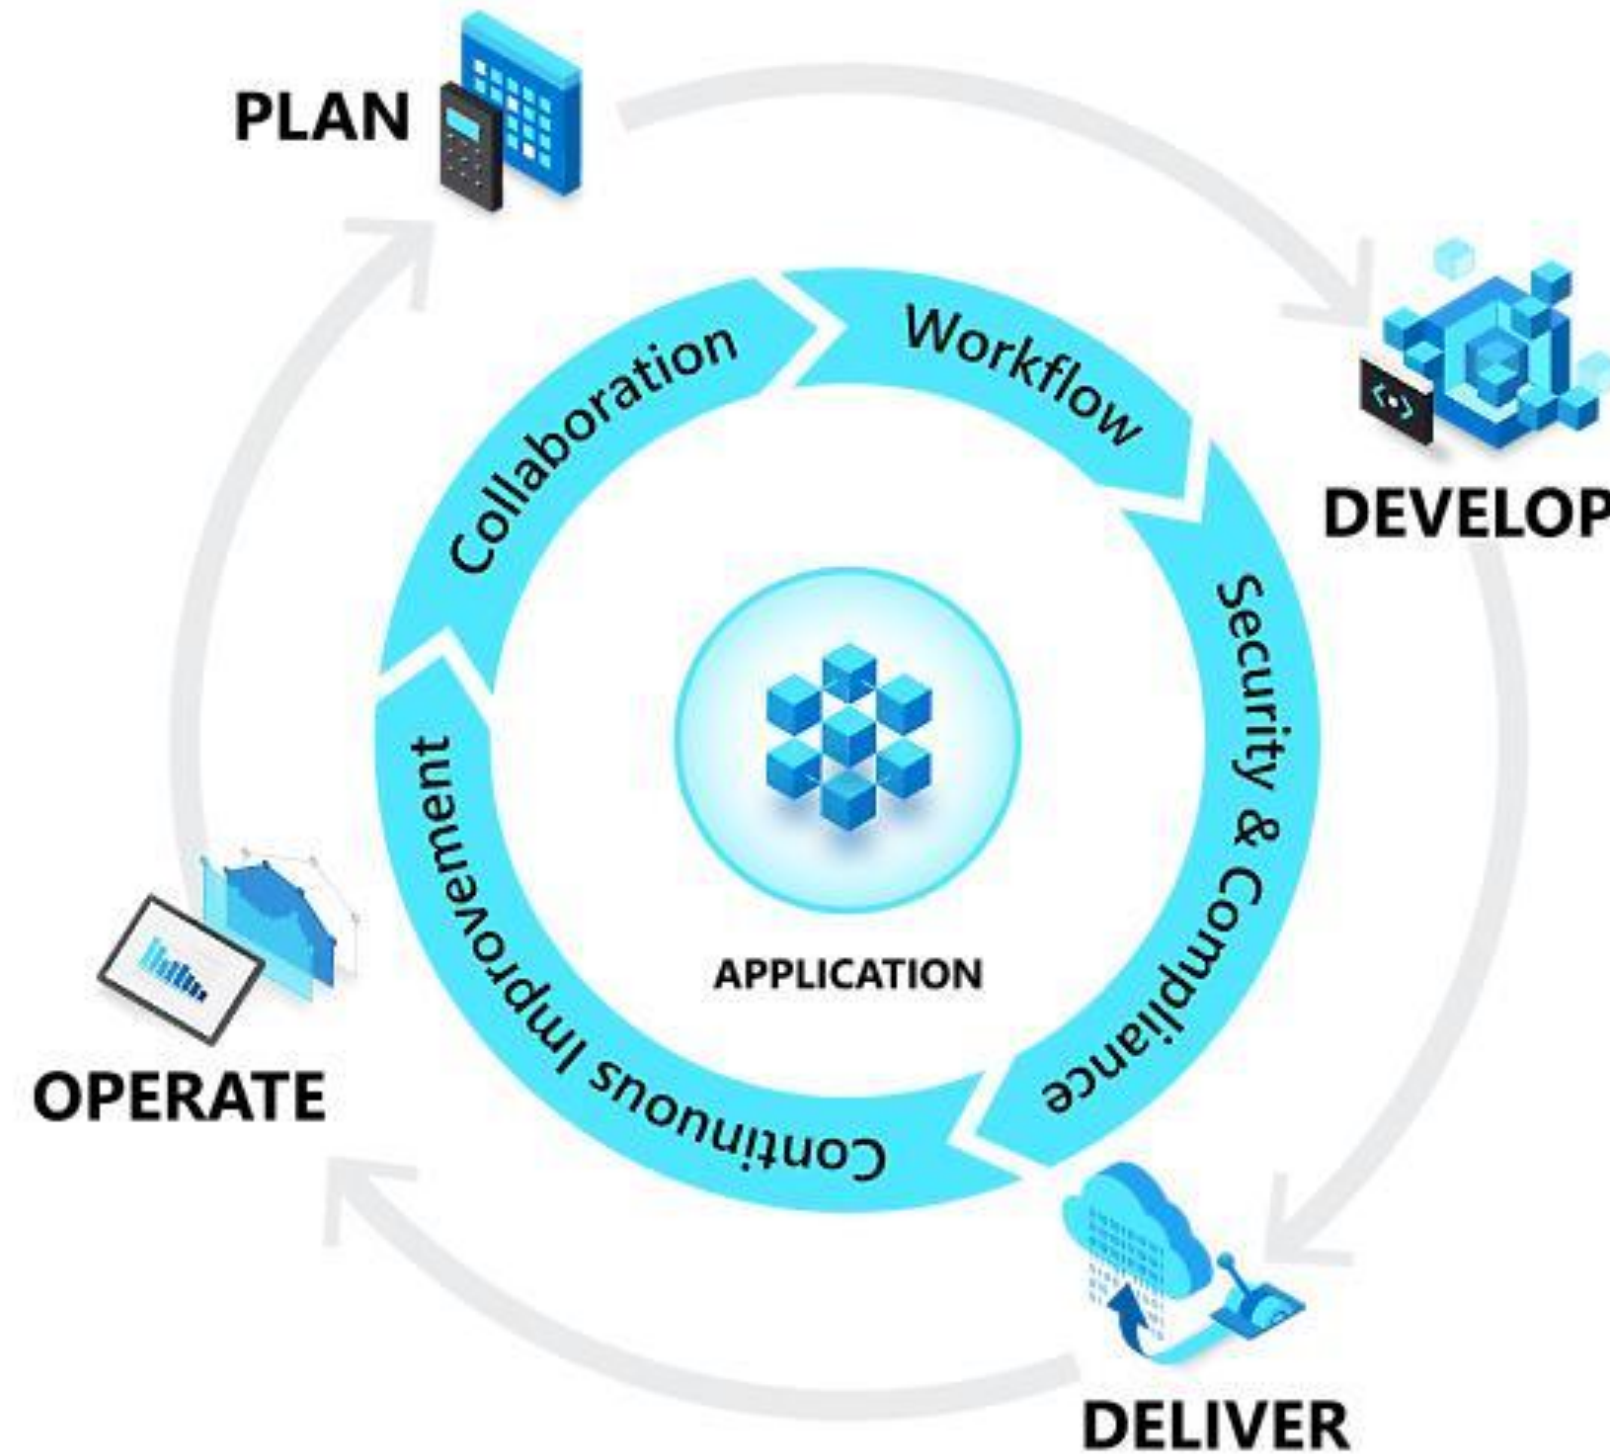 PLAN
DEVELOP
DELIVER
OPERATE
Collaboration
Workflow
Security & Compliance
Continuous Improvement
APPLICATION